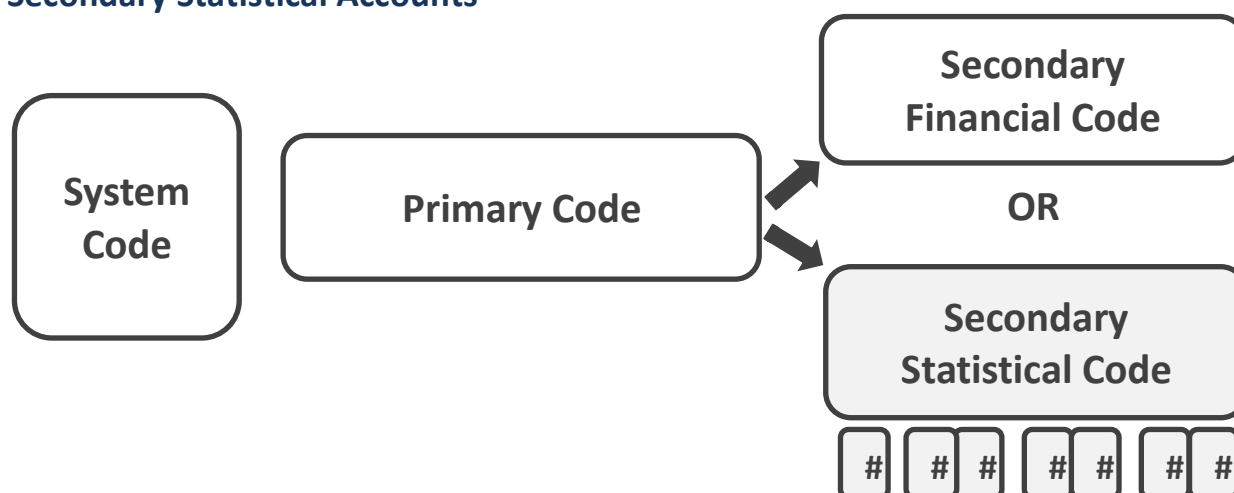 Secondary Statistical Accounts
System
Code
Primary Code
Secondary
Financial Code
OR
Secondary
Statistical Code
# # # # # # #